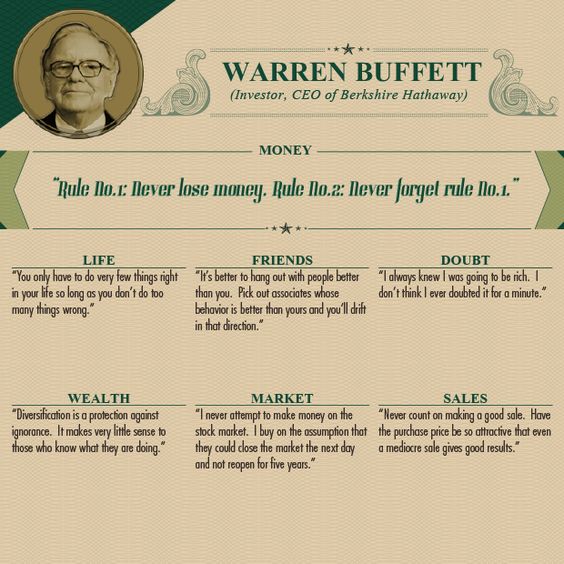 WARREN BUFFETT
(Investor, CEO of Berkshire Hathaway)
MONEY
"Rule No.1: Never lose money. Rule No.2: Never forget rule No.1."
LIFE
"You only have to do very few things right
in your life so long as you don't do too
many things wrong."
FRIENDS
"It's better to hang out with people better
than you.  Pick out associates whose
behavior is better than yours and you'll drift
in that direction."
DOUBT
"I always knew I was going to be rich.  I
don't think I ever doubted it for a minute."
WEALTH
"Diversification is a protection against
ignorance.  It makes very little sense to
those who know what they are doing."
MARKET
"I never attempt to make money on the
stock market.  I buy on the assumption that
they could close the market the next day
and not reopen for five years."
SALES
"Never count on making a good sale.  Have
the purchase price be so attractive that even
a mediocre sale gives good results."